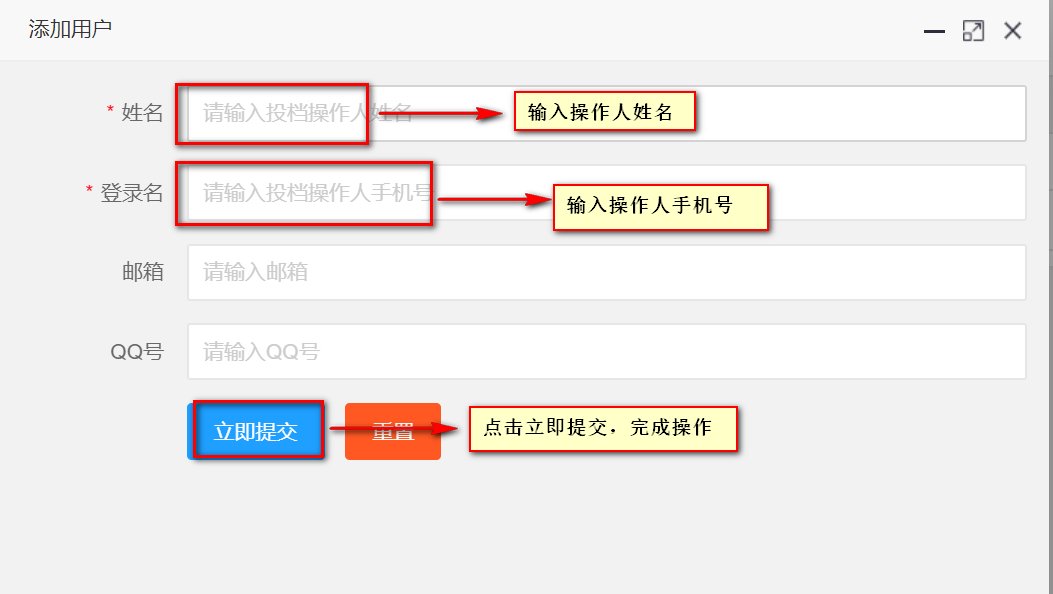 添加用户
* 姓名 请输入投档操作人姓名 输入操作人姓名
* 登录名 请输入投档操作人手机号 输入操作人手机号
邮箱 请输入邮箱
QQ号 请输入QQ号
立即提交 重置 点击立即提交，完成操作